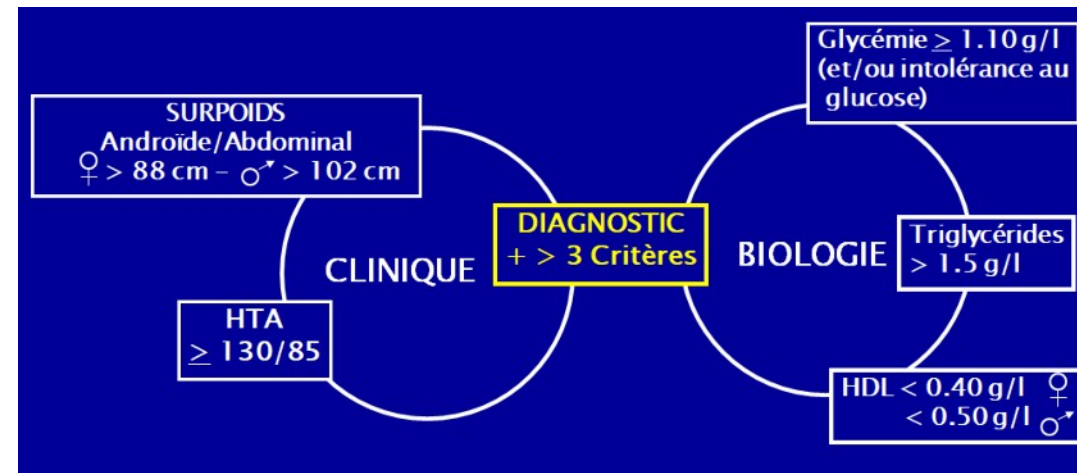 Glycémie ≥ 1.10 g/l
(et/ou intolérance au
glucose)
SURPOIDS
Androïde/Abdominal
♀ > 88 cm – ♂ > 102 cm
DIAGNOSTIC
+ > 3 Critères
CLINIQUE
BIOLOGIE
Triglycérides
> 1.5 g/l
HTA
≥ 130/85
HDL < 0.40 g/l ♀
< 0.50 g/l ♂